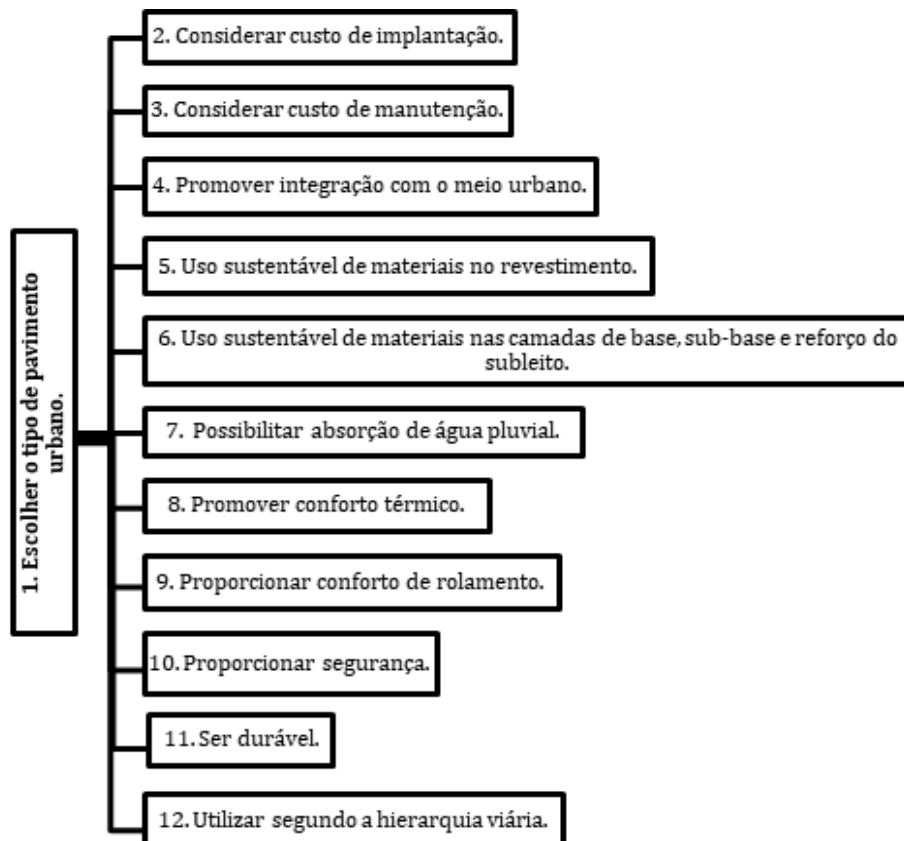 1. Escolher o tipo de pavimento
urbano.
2. Considerar custo de implantação.
3. Considerar custo de manutenção.
4. Promover integração com o meio urbano.
5. Uso sustentável de materiais no revestimento.
6. Uso sustentável de materiais nas camadas de base, sub-base e reforço do
subleito.
7. Possibilitar absorção de água pluvial.
8. Promover conforto térmico.
9. Proporcionar conforto de rolamento.
10. Proporcionar segurança.
11. Ser durável.
12. Utilizar segundo a hierarquia viária.